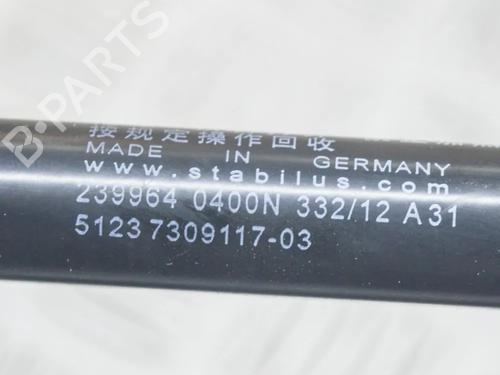 B-PARTS
按规定操作回收
MADE IN GERMANY
www.stabilus.com
239964 0400N 332/12 A31
51237309117-03